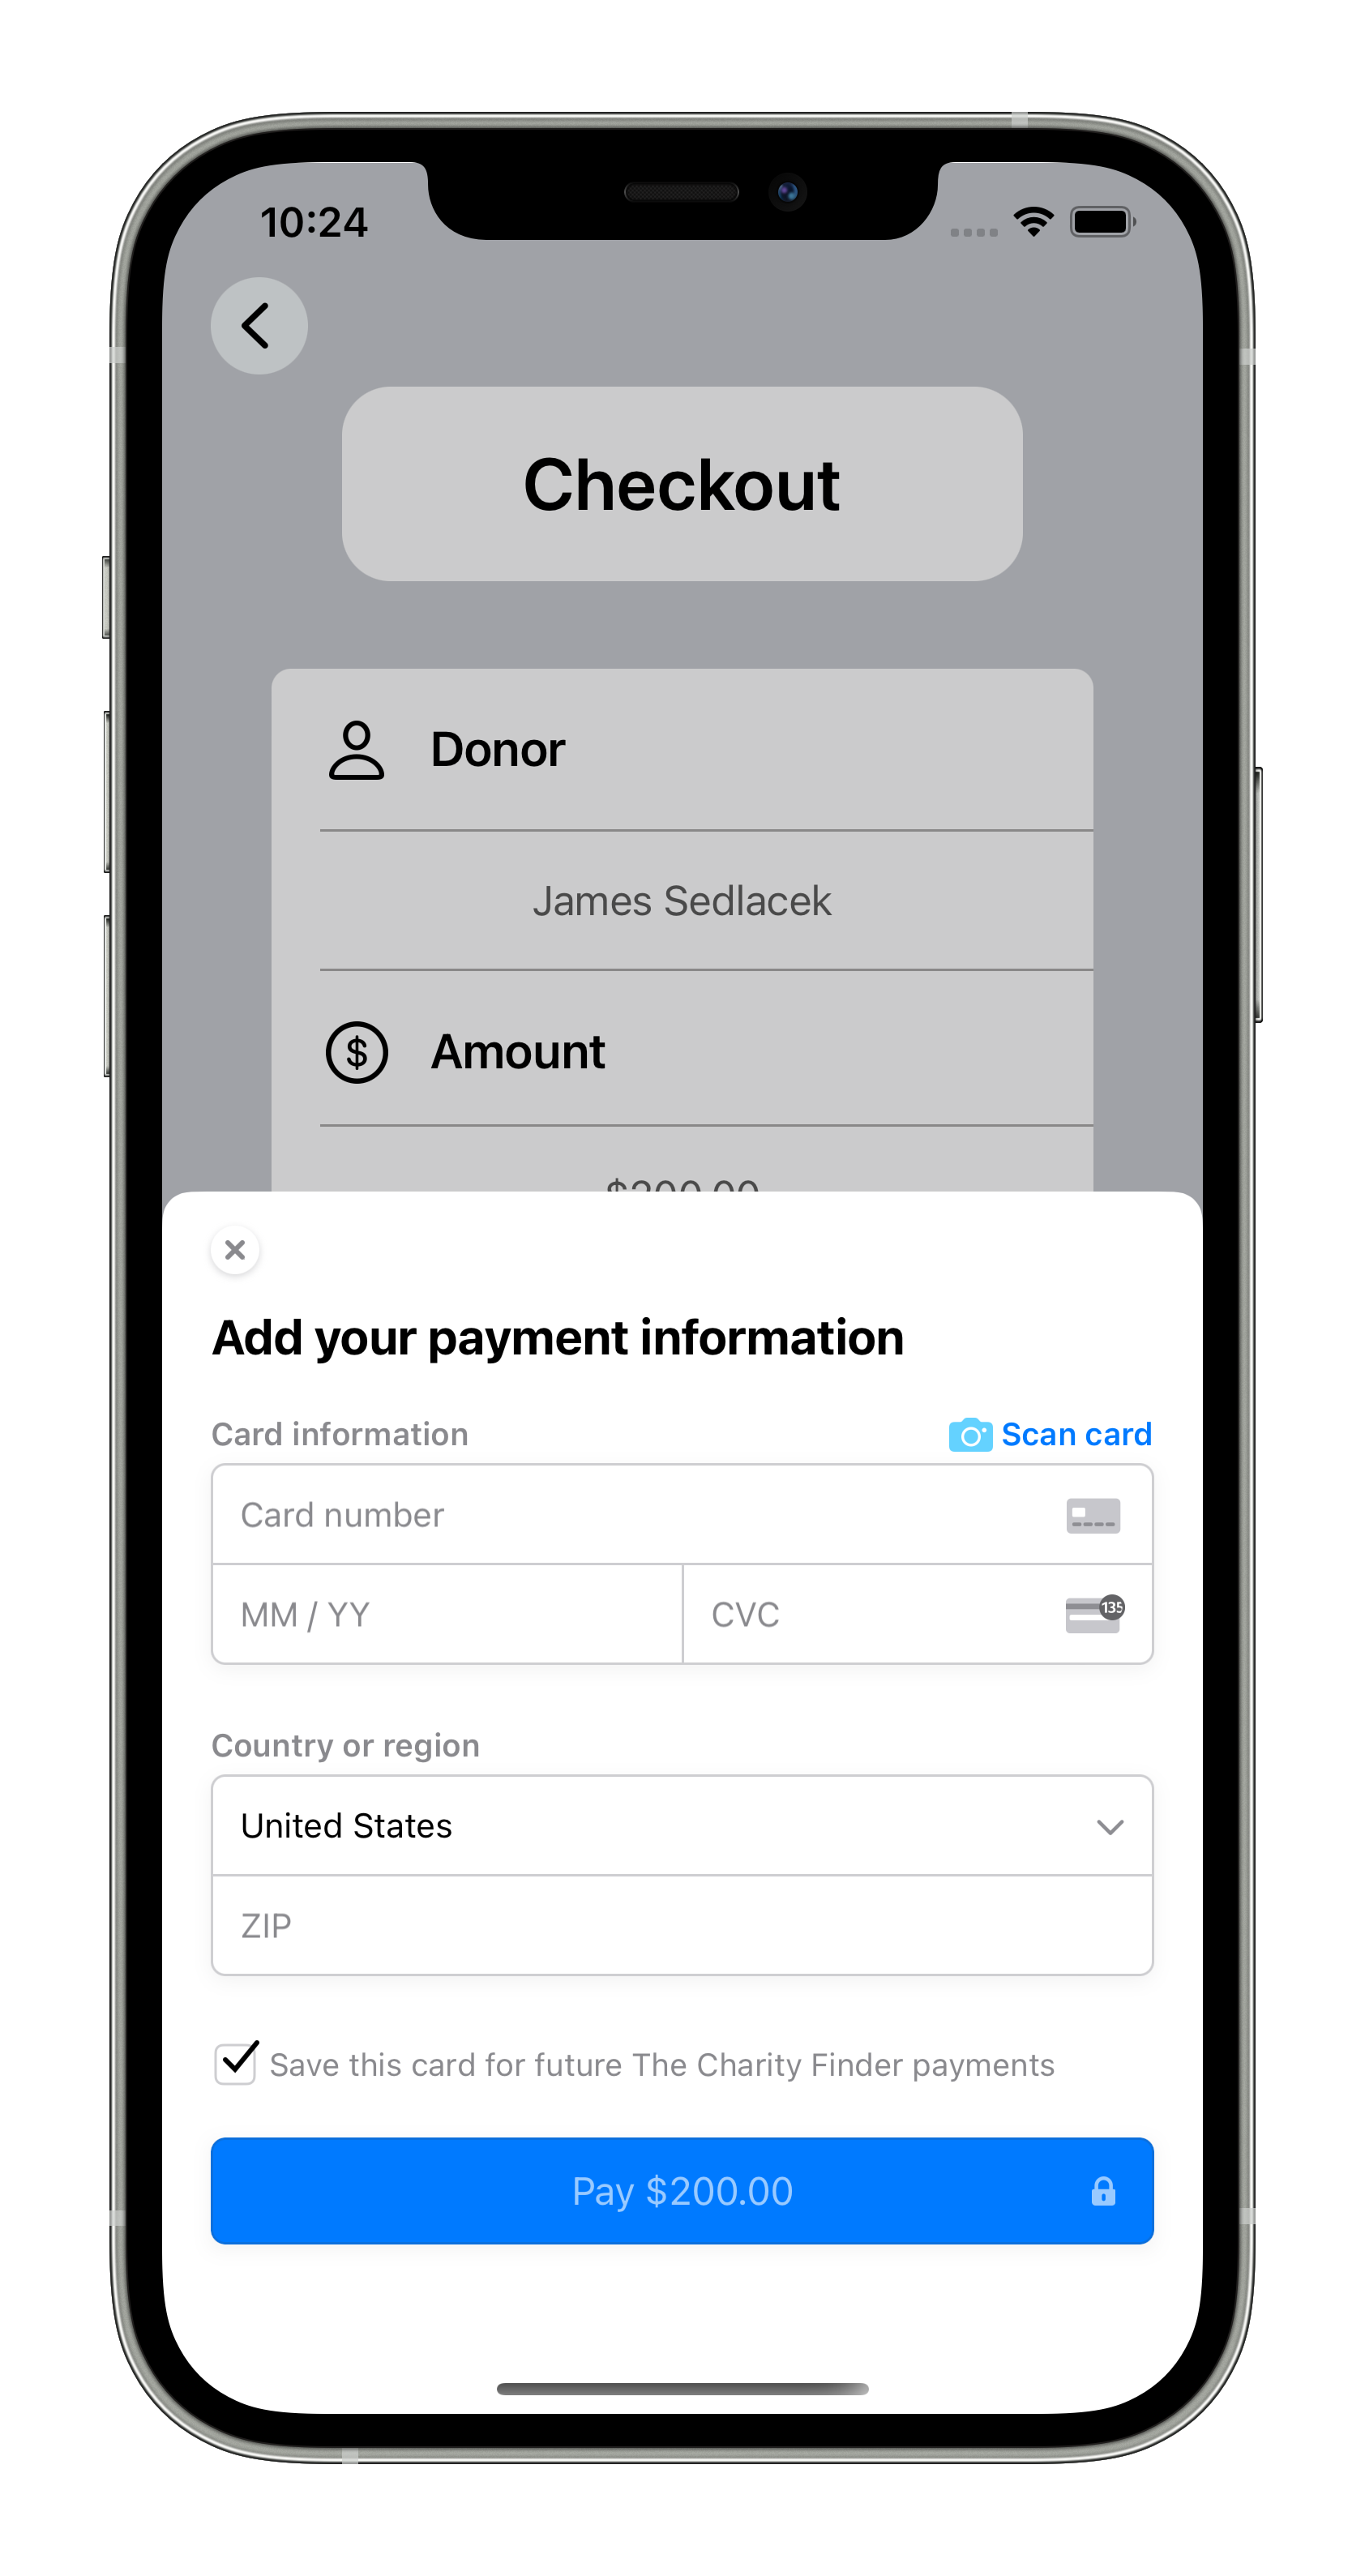 10:24
Checkout
Donor
James Sedlacek
$ Amount
$200.00
Add your payment information
Card information
Scan card
Card number
MM / YY
CVC
135
Country or region
United States
ZIP
Save this card for future The Charity Finder payments
Pay $200.00